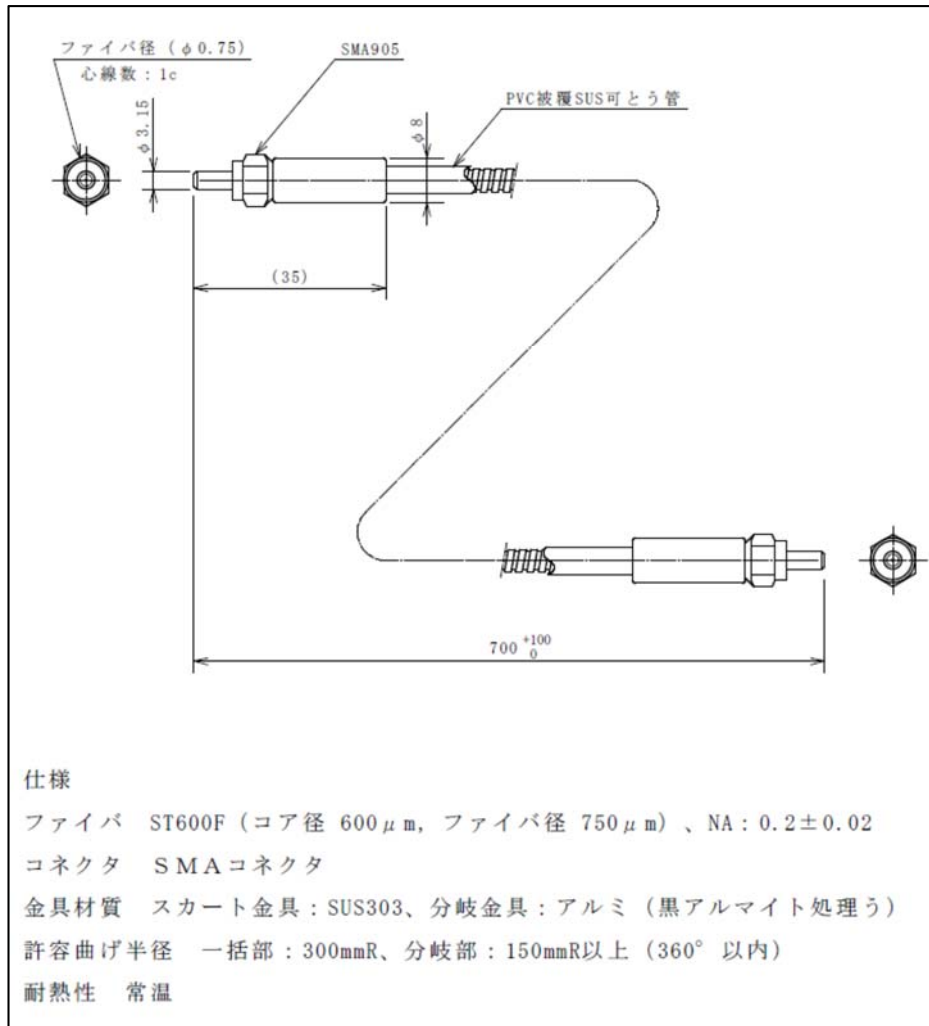 ファイバ径（φ0.75）
心線数：1c
SMA905
PVC被覆SUS可とう管
φ3.15
φ8
(35)
700 +100 0
仕様
ファイバ ST600F（コア径 600μm, ファイバ径 750μm）、NA：0.2±0.02
コネクタ ＳＭＡコネクタ
金具材質 スカート金具：SUS303、分岐金具：アルミ（黒アルマイト処理う）
許容曲げ半径 一括部：300mmR、分岐部：150mmR以上（360° 以内）
耐熱性 常温